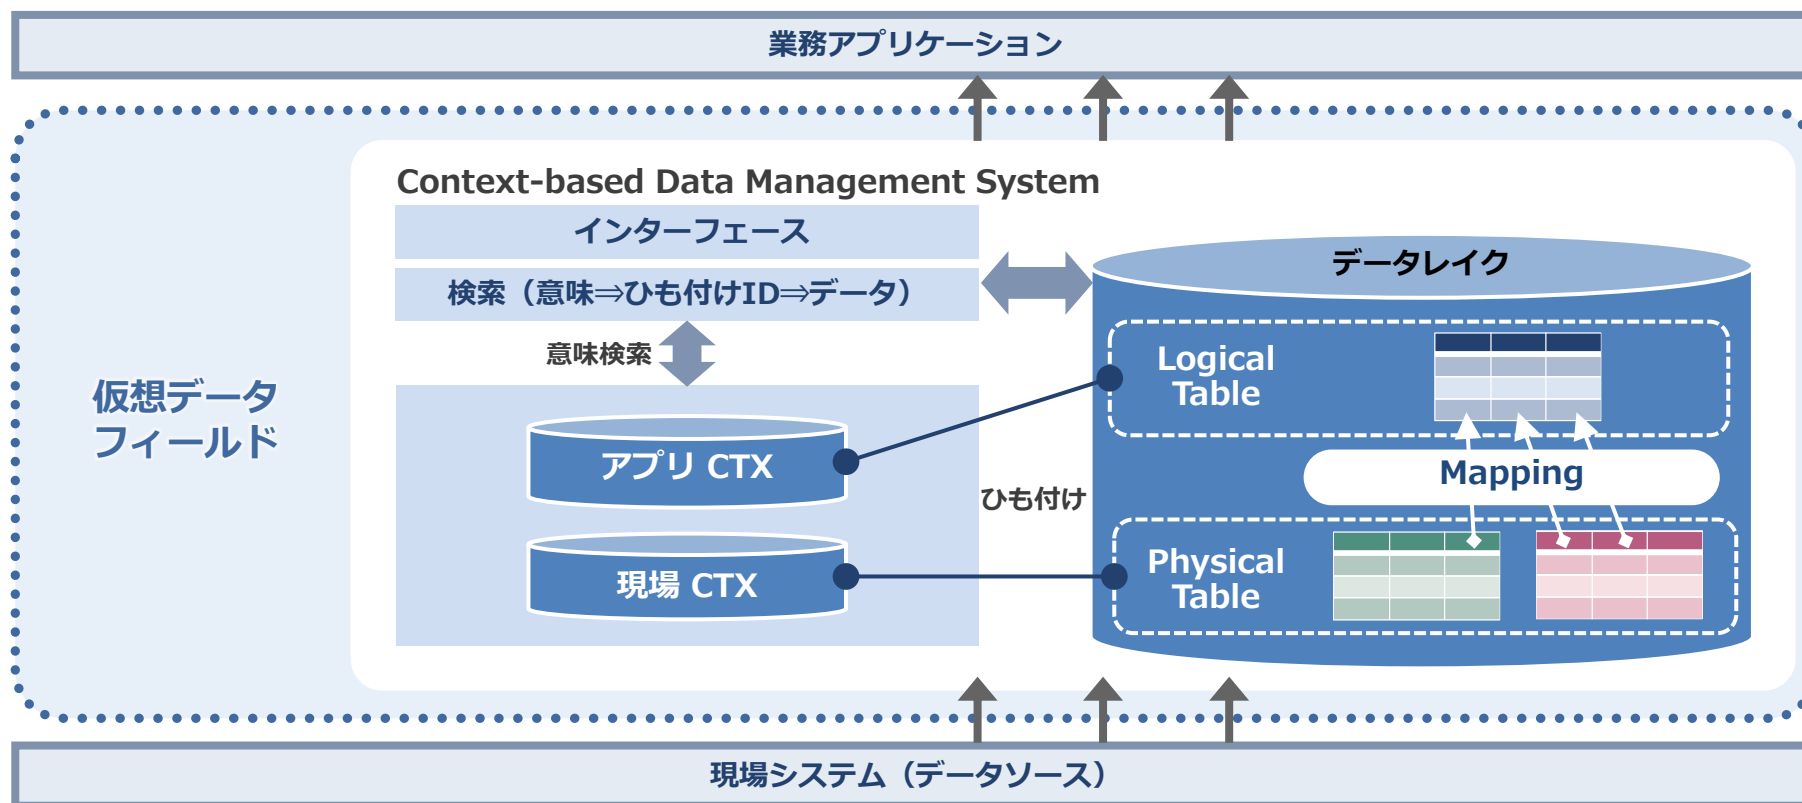 業務アプリケーション
Context-based Data Management System
インターフェース
検索（意味⇒ひも付けID⇒データ）
意味検索
仮想データ
フィールド
アプリ CTX
現場 CTX
ひも付け
データレイク
Logical
Table
Mapping
Physical
Table
現場システム（データソース）